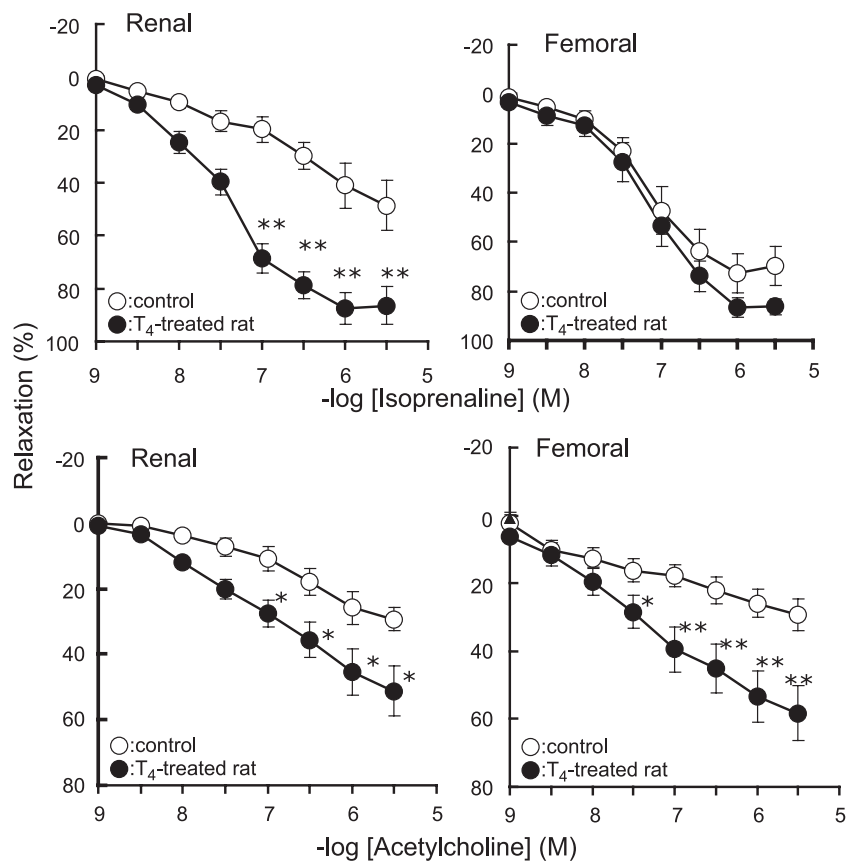 Renal
-20
0
20
40
60
80
100
** ** ** **
○:control
●:T₄-treated rat
9 8 7 6 5
Femoral
-20
0
20
40
60
80
100
○:control
●:T₄-treated rat
9 8 7 6 5
-log [Isoprenaline] (M)
Relaxation (%)
Renal
-20
0
20
40
60
80
* * * *
○:control
●:T₄-treated rat
9 8 7 6 5
Femoral
-20
0
20
40
60
80
* ** ** ** **
○:control
●:T₄-treated rat
9 8 7 6 5
-log [Acetylcholine] (M)